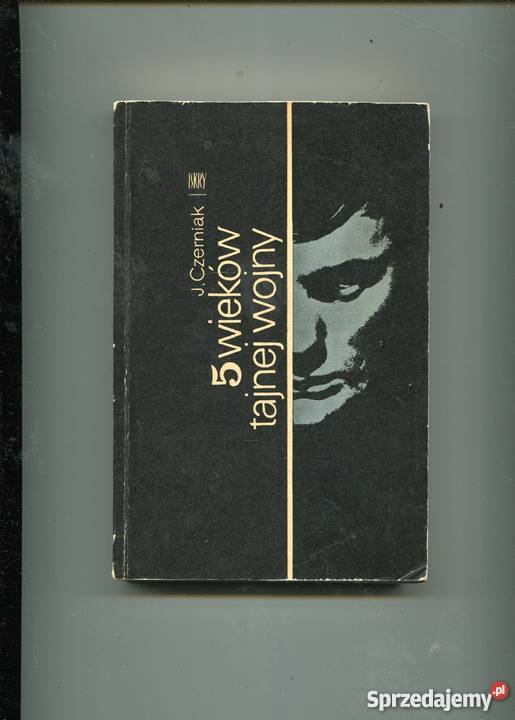 ISKRY
J. Czerniak
5 wieków
tajnej wojny
Sprzedajemy.pl